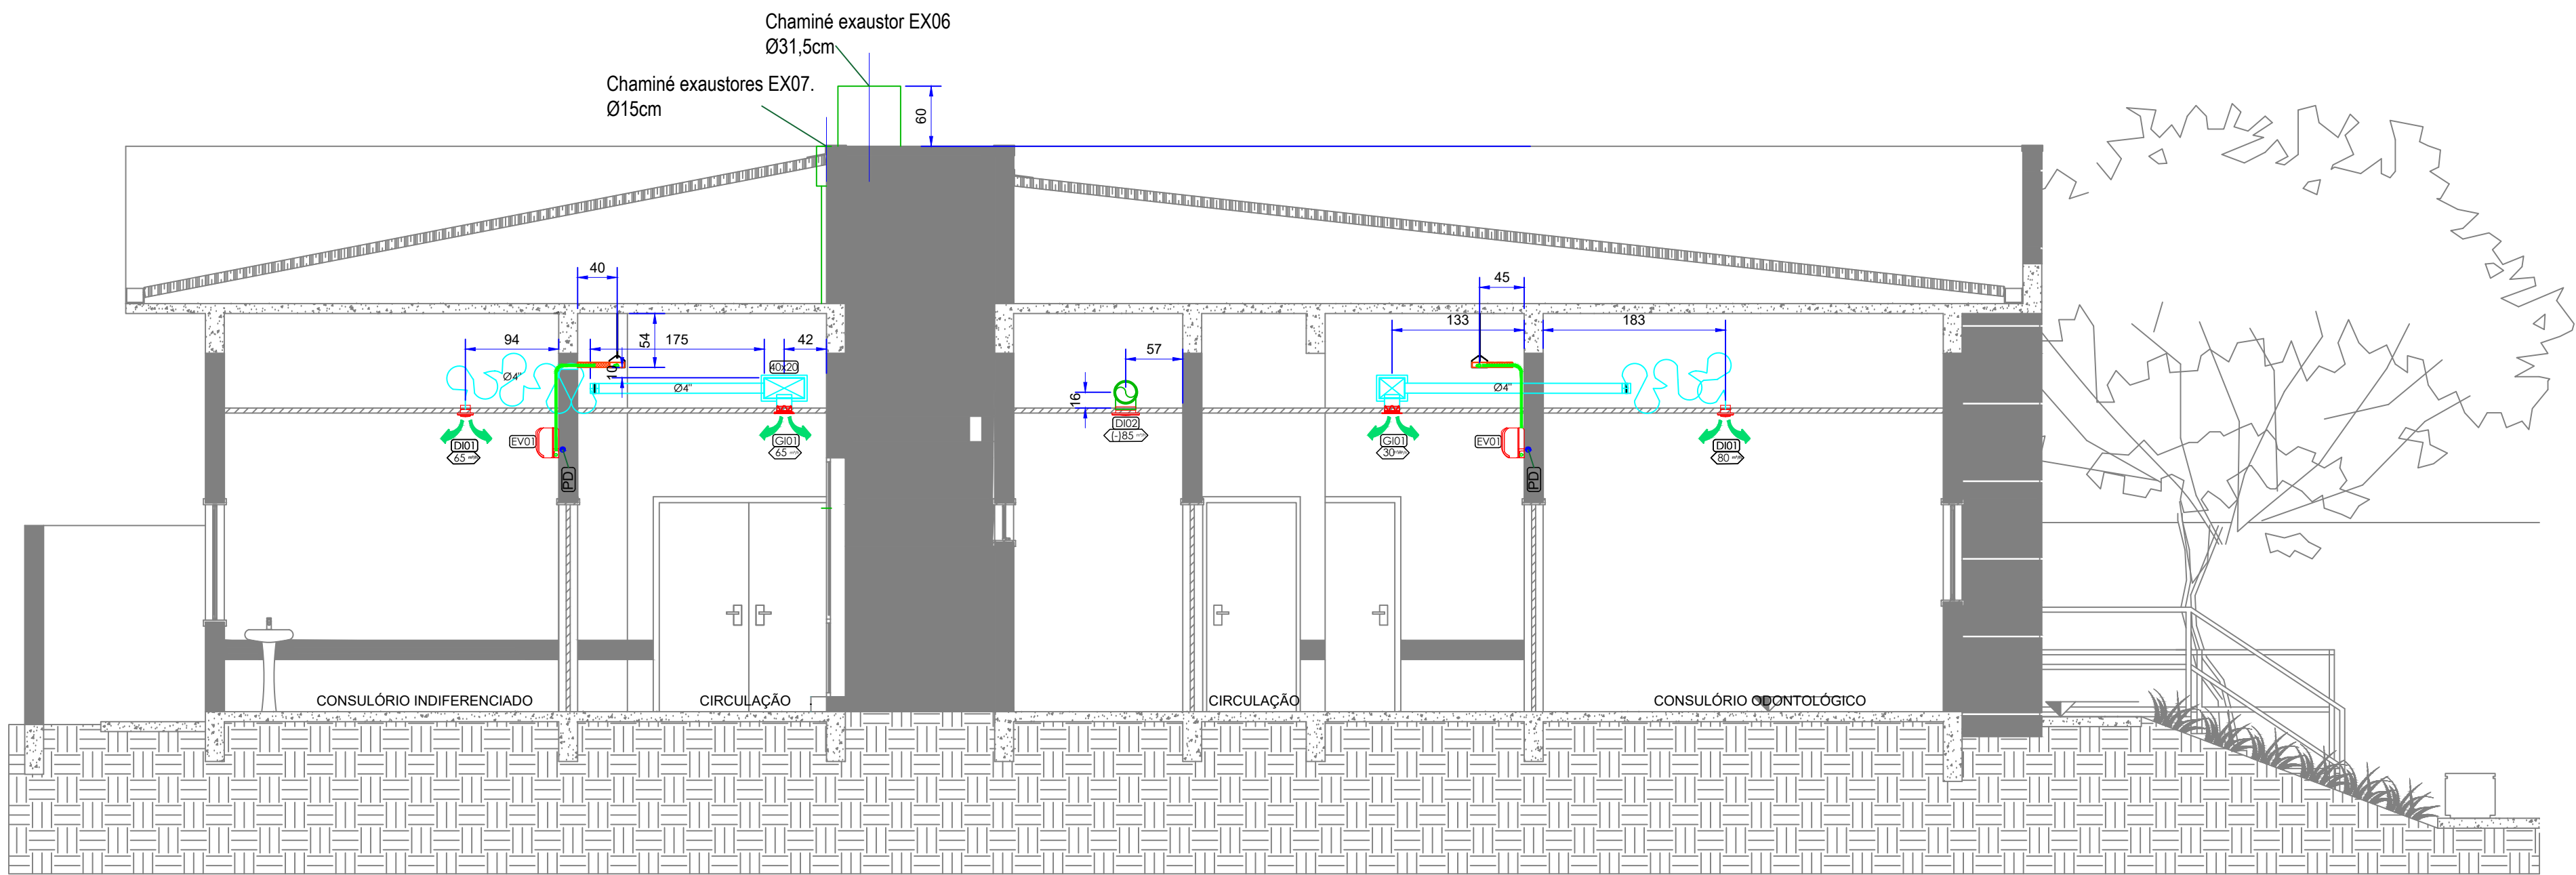 Chaminé exaustor EX06
Ø31,5cm
Chaminé exaustores EX07.
Ø15cm
60
40
45
94
54
175
42
133
183
57
10
40x20
Ø4"
Ø4"
Ø4"
16
DI01
65
EV01
PD
GI01
65
DI02
(-)85
GI01
30
EV01
PD
DI01
80
CONSULÓRIO INDIFERENCIADO
CIRCULAÇÃO
CIRCULAÇÃO
CONSULÓRIO ODONTOLÓGICO